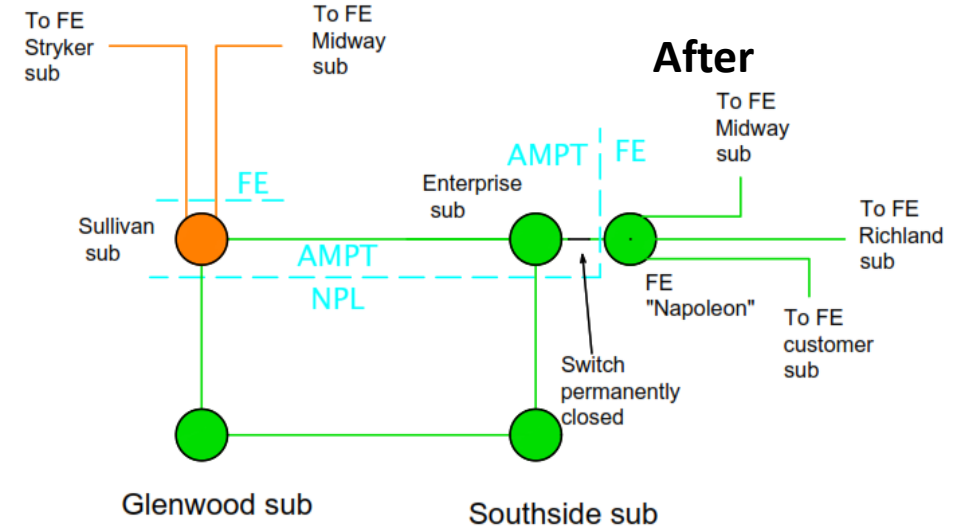 To FE
Stryker
sub
To FE
Midway
sub
After
To FE
Midway
sub
AMPT
FE
FE
Enterprise
sub
Sullivan
sub
To FE
Richland
sub
AMPT
NPL
FE
"Napoleon"
To FE
customer
sub
Switch
permanently
closed
Glenwood sub
Southside sub